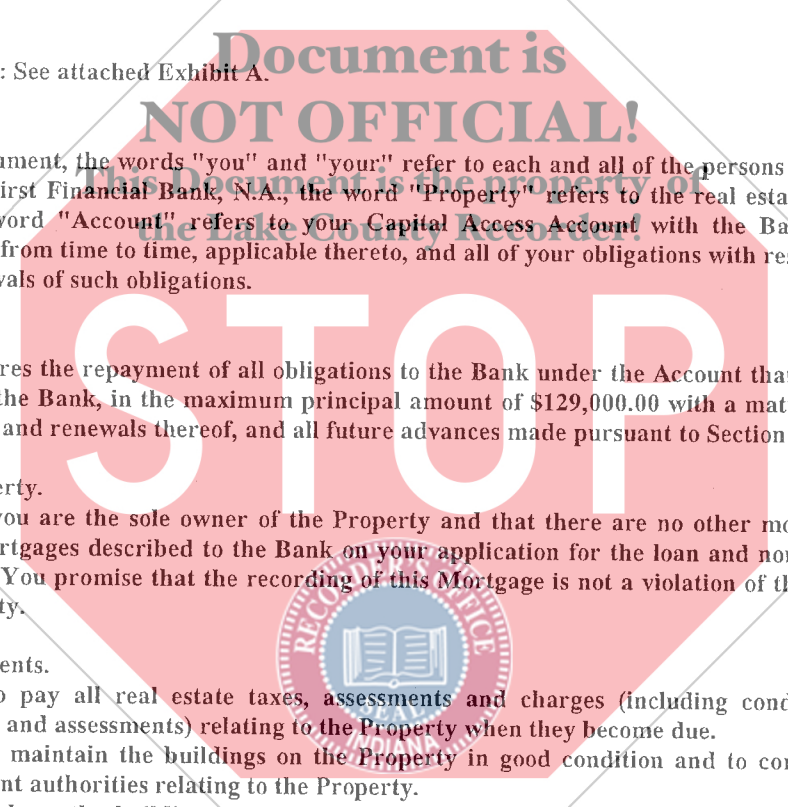 Document is
: See attached Exhibit A.
NOT OFFICIAL!
ument, the words "you" and "your" refer to each and all of the persons
This Document is the property of
irst Financial Bank, N.A., the word "Property" refers to the real esta
word "Account" refers to your Capital Access Account with the Ba
the Lake County Recorder!
from time to time, applicable thereto, and all of your obligations with re
vals of such obligations.
STOP
res the repayment of all obligations to the Bank under the Account tha
the Bank, in the maximum principal amount of $129,000.00 with a mat
and renewals thereof, and all future advances made pursuant to Section
erty.
you are the sole owner of the Property and that there are no other mo
rtgages described to the Bank on your application for the loan and no
You promise that the recording of this Mortgage is not a violation of t
ty.
RECORDER'S OFFICE
SEAL
INDIANA
ents.
o pay all real estate taxes, assessments and charges (including cond
and assessments) relating to the Property when they become due.
maintain the buildings on the Property in good condition and to co
nt authorities relating to the Property.